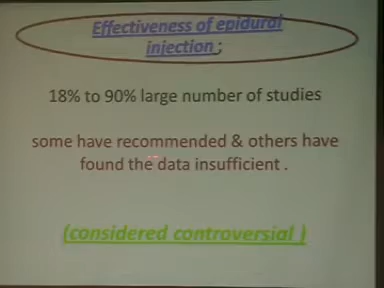 Effectiveness of epidural
injection ;
18% to 90% large number of studies
some have recommended & others have
found the data insufficient .
(considered controversial )